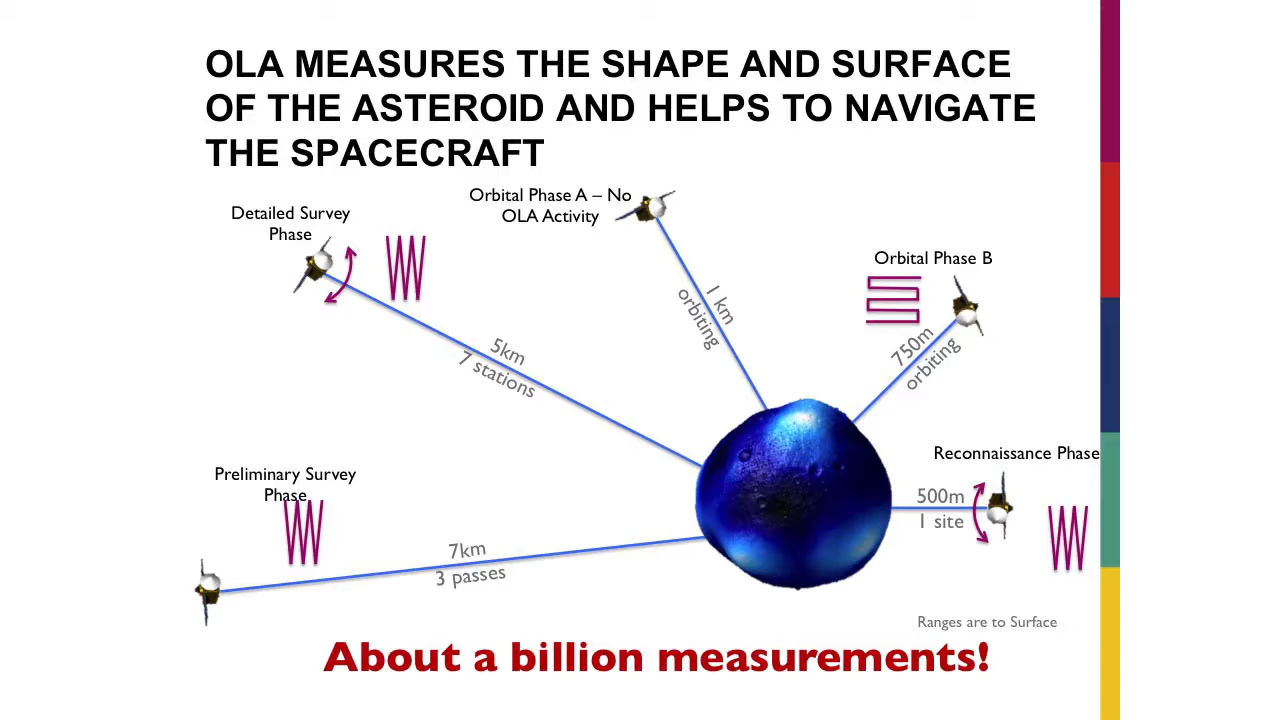 OLA MEASURES THE SHAPE AND SURFACE
OF THE ASTEROID AND HELPS TO NAVIGATE
THE SPACECRAFT
Orbital Phase A – No
OLA Activity
Detailed Survey
Phase
Orbital Phase B
1 km
orbiting
750m
orbiting
5km
7 stations
Reconnaissance Phase
Preliminary Survey
Phase
500m
1 site
7km
3 passes
Ranges are to Surface
About a billion measurements!